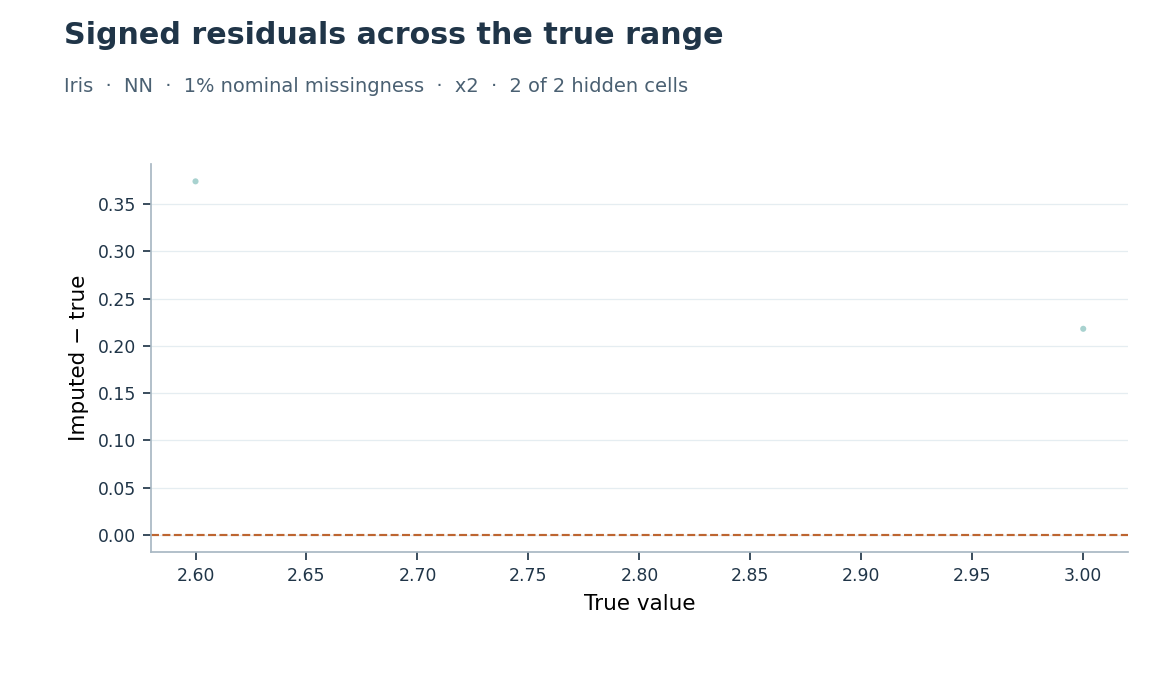 Signed residuals across the true range
Iris · NN · 1% nominal missingness · x2 · 2 of 2 hidden cells
Imputed − true
0.35
0.30
0.25
0.20
0.15
0.10
0.05
0.00
2.60 2.65 2.70 2.75 2.80 2.85 2.90 2.95 3.00
True value